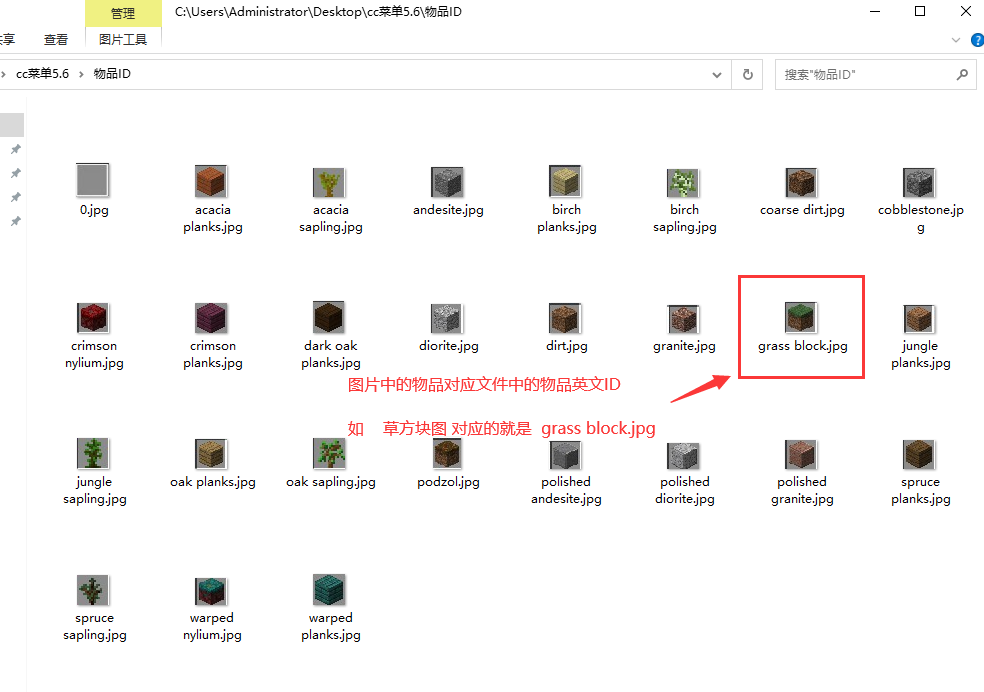 管理
C:\Users\Administrator\Desktop\cc菜单5.6\物品ID
享
查看
图片工具
cc菜单5.6 › 物品ID
搜索"物品ID"
0.jpg
acacia
planks.jpg
acacia
sapling.jpg
andesite.jpg
birch
planks.jpg
birch
sapling.jpg
coarse dirt.jpg
cobblestone.jp
g
crimson
nylium.jpg
crimson
planks.jpg
dark oak
planks.jpg
diorite.jpg
dirt.jpg
granite.jpg
grass block.jpg
jungle
planks.jpg
图片中的物品对应文件中的物品英文ID
如 草方块图 对应的就是 grass block.jpg
jungle
sapling.jpg
oak planks.jpg
oak sapling.jpg
podzol.jpg
polished
andesite.jpg
polished
diorite.jpg
polished
granite.jpg
spruce
planks.jpg
spruce
sapling.jpg
warped
nylium.jpg
warped
planks.jpg